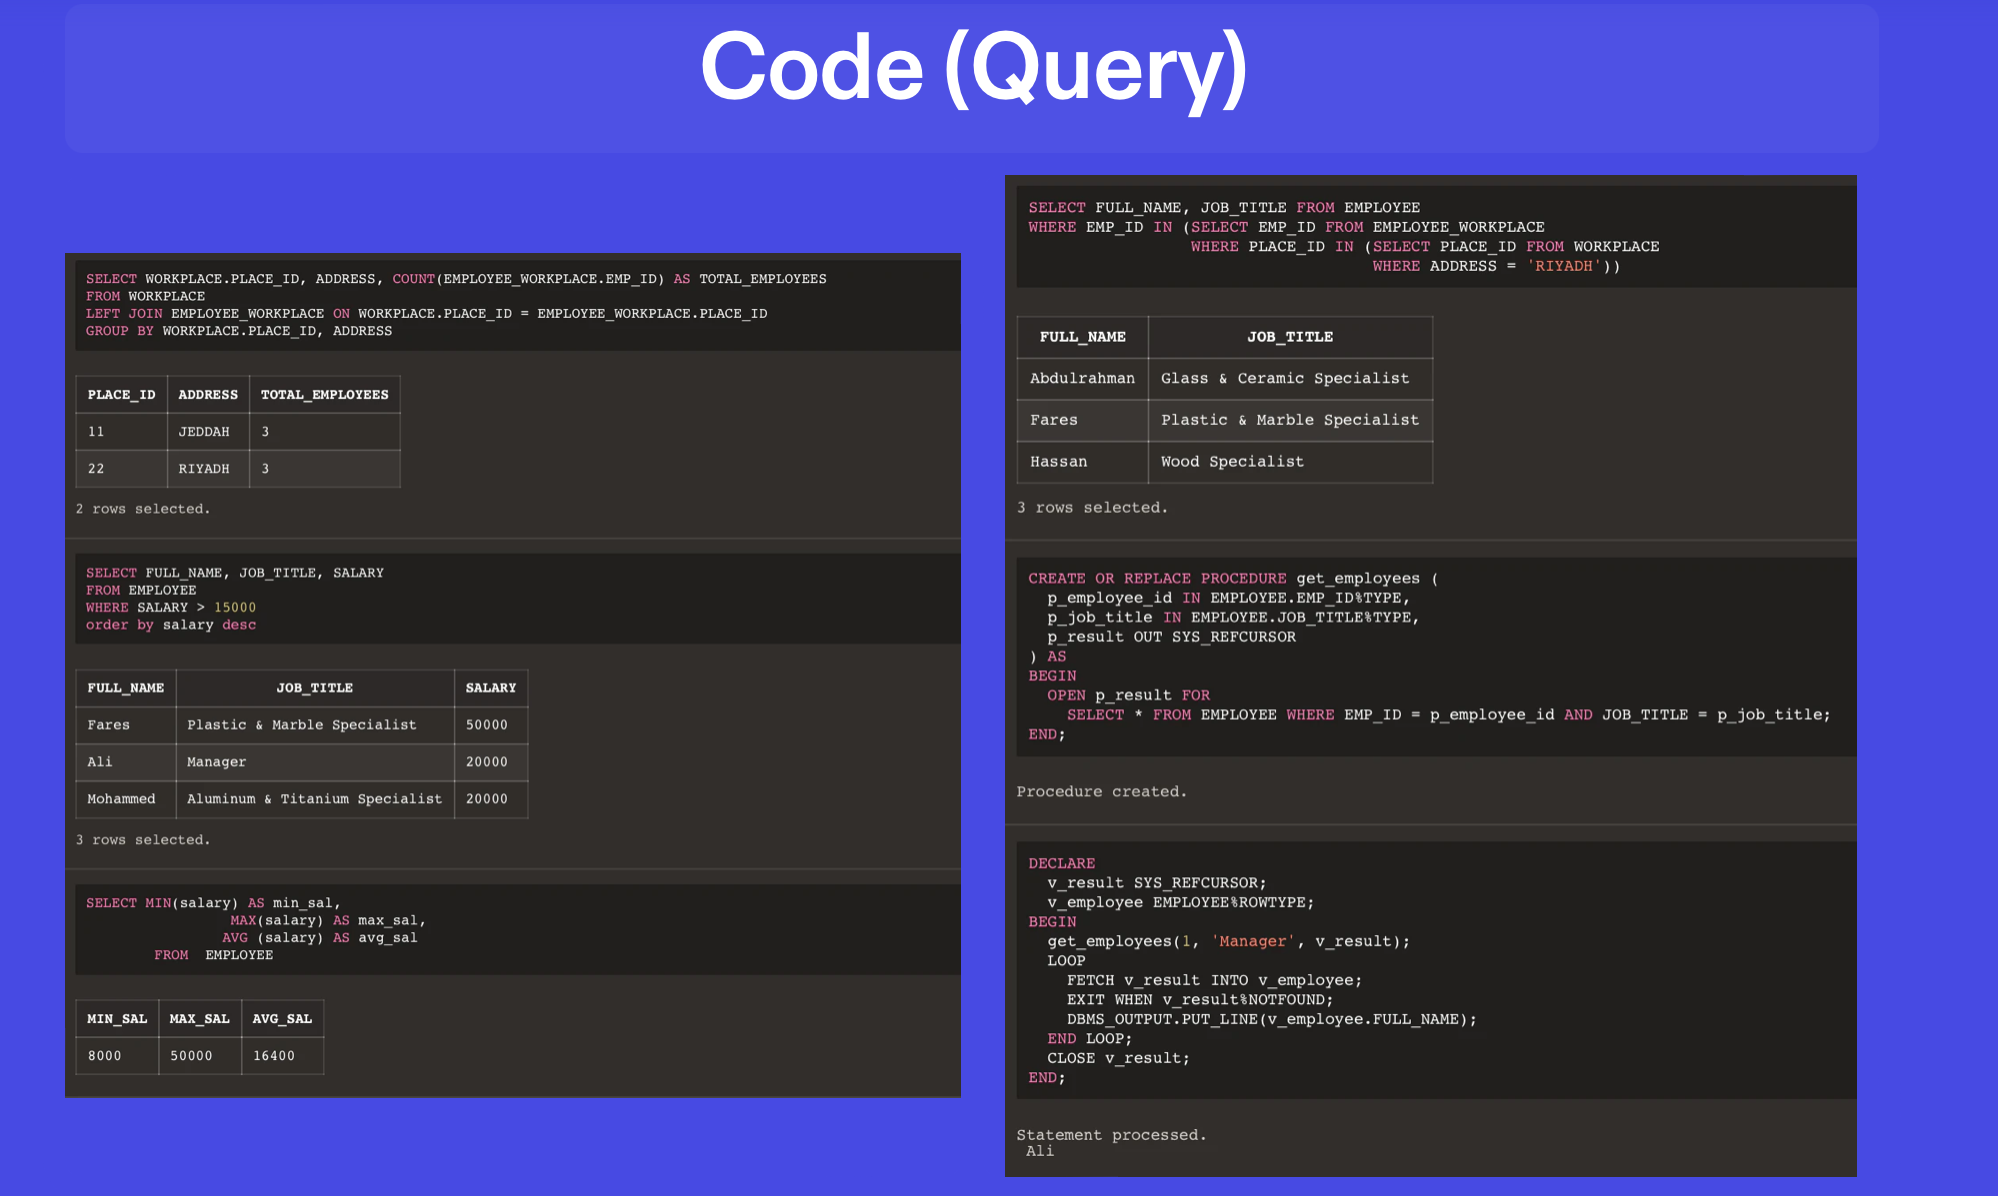 Code (Query)
SELECT WORKPLACE.PLACE_ID, ADDRESS, COUNT(EMPLOYEE_WORKPLACE.EMP_ID) AS TOTAL_EMPLOYEES
FROM WORKPLACE
LEFT JOIN EMPLOYEE_WORKPLACE ON WORKPLACE.PLACE_ID = EMPLOYEE_WORKPLACE.PLACE_ID
GROUP BY WORKPLACE.PLACE_ID, ADDRESS
PLACE_ID ADDRESS TOTAL_EMPLOYEES
11 JEDDAH 3
22 RIYADH 3
2 rows selected.
SELECT FULL_NAME, JOB_TITLE, SALARY
FROM EMPLOYEE
WHERE SALARY > 15000
order by salary desc
FULL_NAME JOB_TITLE SALARY
Fares Plastic & Marble Specialist 50000
Ali Manager 20000
Mohammed Aluminum & Titanium Specialist 20000
3 rows selected.
SELECT MIN(salary) AS min_sal,
MAX(salary) AS max_sal,
AVG (salary) AS avg_sal
FROM  EMPLOYEE
MIN_SAL MAX_SAL AVG_SAL
8000 50000 16400
SELECT FULL_NAME, JOB_TITLE FROM EMPLOYEE
WHERE EMP_ID IN (SELECT EMP_ID FROM EMPLOYEE_WORKPLACE
WHERE PLACE_ID IN (SELECT PLACE_ID FROM WORKPLACE
WHERE ADDRESS = 'RIYADH'))
FULL_NAME JOB_TITLE
Abdulrahman Glass & Ceramic Specialist
Fares Plastic & Marble Specialist
Hassan Wood Specialist
3 rows selected.
CREATE OR REPLACE PROCEDURE get_employees (
p_employee_id IN EMPLOYEE.EMP_ID%TYPE,
p_job_title IN EMPLOYEE.JOB_TITLE%TYPE,
p_result OUT SYS_REFCURSOR
) AS
BEGIN
OPEN p_result FOR
SELECT * FROM EMPLOYEE WHERE EMP_ID = p_employee_id AND JOB_TITLE = p_job_title;
END;
Procedure created.
DECLARE
v_result SYS_REFCURSOR;
v_employee EMPLOYEE%ROWTYPE;
BEGIN
get_employees(1, 'Manager', v_result);
LOOP
FETCH v_result INTO v_employee;
EXIT WHEN v_result%NOTFOUND;
DBMS_OUTPUT.PUT_LINE(v_employee.FULL_NAME);
END LOOP;
CLOSE v_result;
END;
Statement processed.
Ali